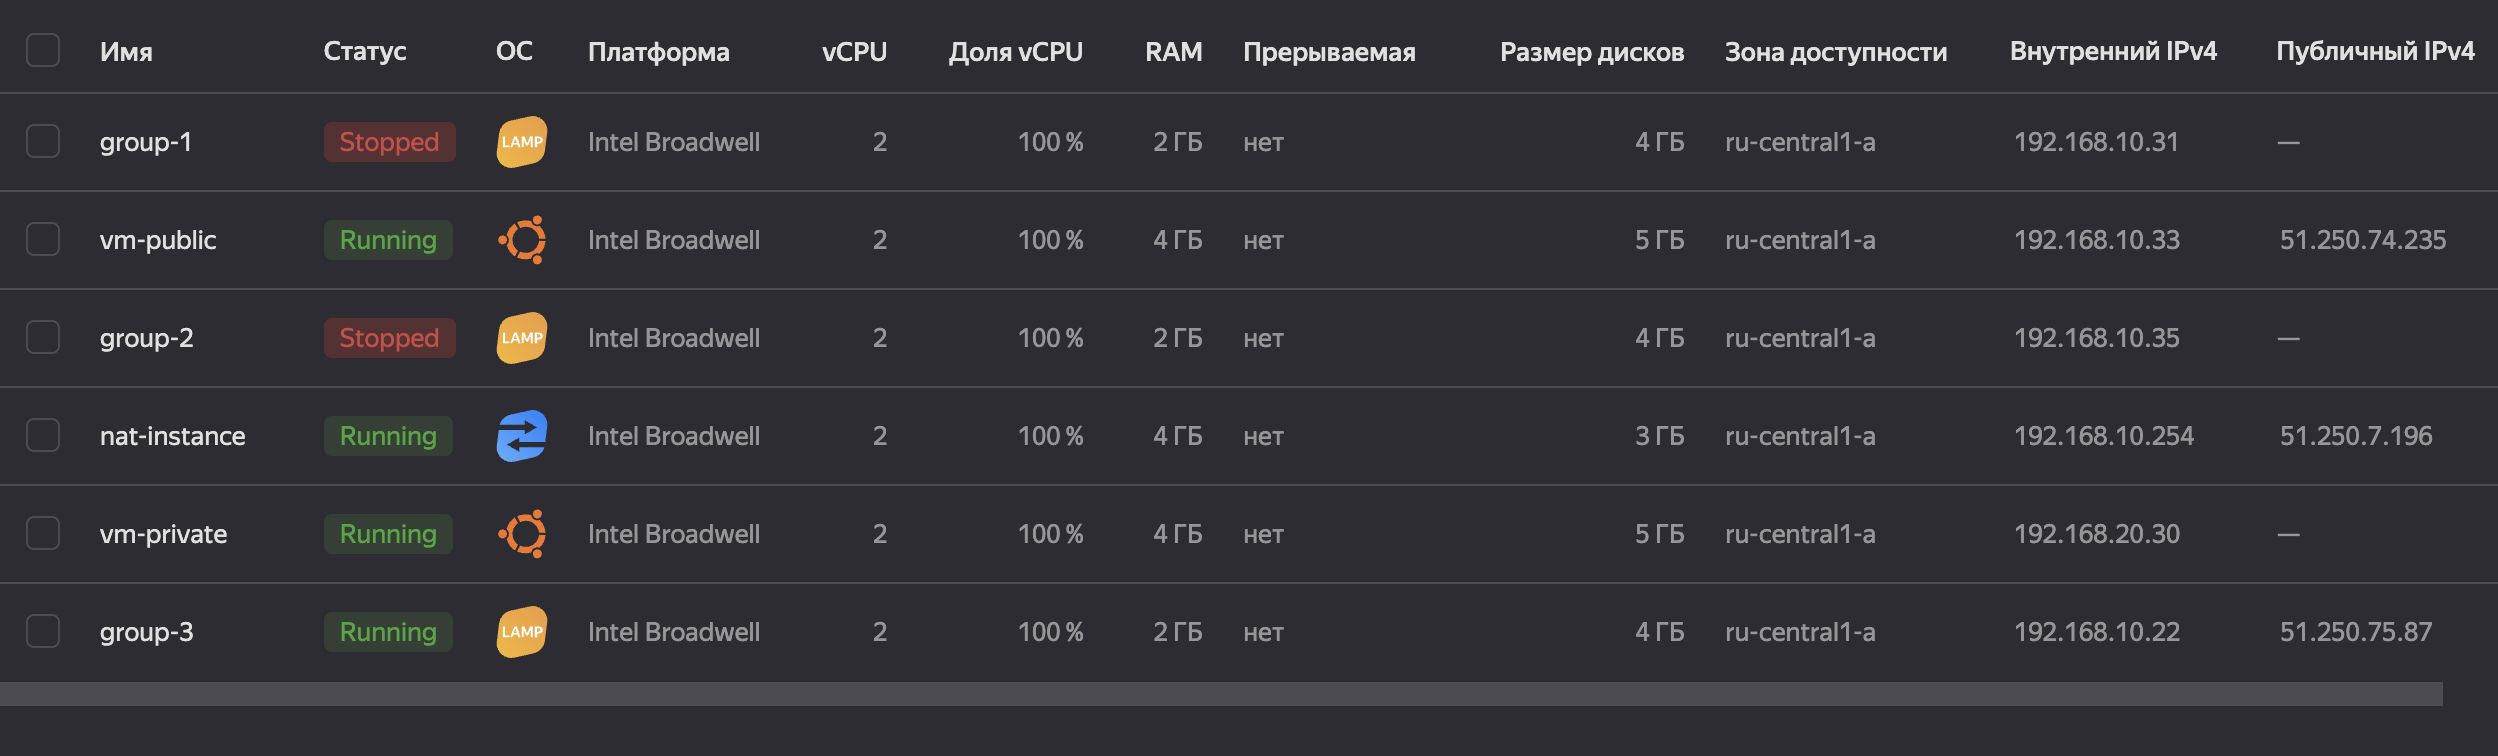 Имя Статус ОС Платформа vCPU Доля vCPU RAM Прерываемая Размер дисков Зона доступности Внутренний IPv4 Публичный IPv4
group-1 Stopped LAMP Intel Broadwell 2 100 % 2 ГБ нет 4 ГБ ru-central1-a 192.168.10.31 —
vm-public Running Intel Broadwell 2 100 % 4 ГБ нет 5 ГБ ru-central1-a 192.168.10.33 51.250.74.235
group-2 Stopped LAMP Intel Broadwell 2 100 % 2 ГБ нет 4 ГБ ru-central1-a 192.168.10.35 —
nat-instance Running Intel Broadwell 2 100 % 4 ГБ нет 3 ГБ ru-central1-a 192.168.10.254 51.250.7.196
vm-private Running Intel Broadwell 2 100 % 4 ГБ нет 5 ГБ ru-central1-a 192.168.20.30 —
group-3 Running LAMP Intel Broadwell 2 100 % 2 ГБ нет 4 ГБ ru-central1-a 192.168.10.22 51.250.75.87